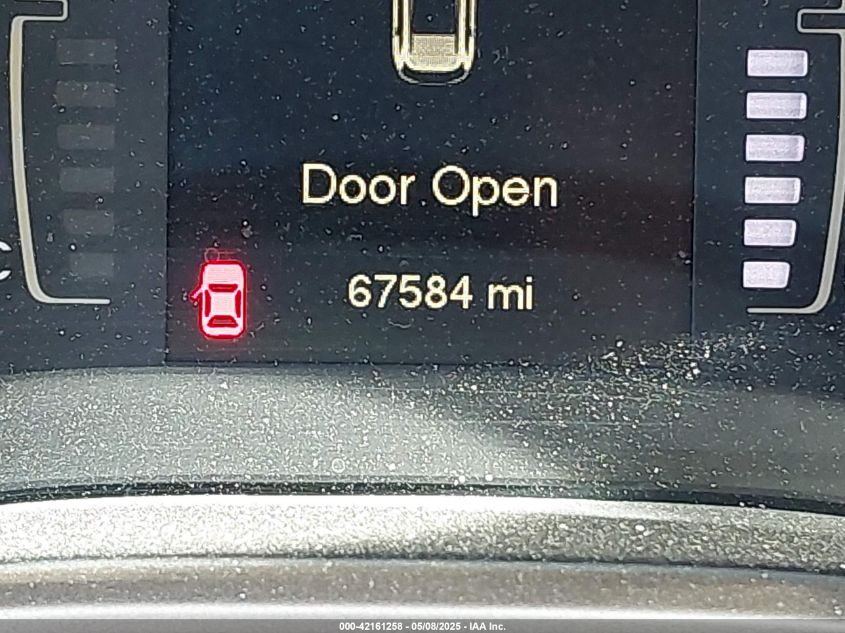 Door Open
67584 mi
000-42161258 - 05/08/2025 - IAA Inc.